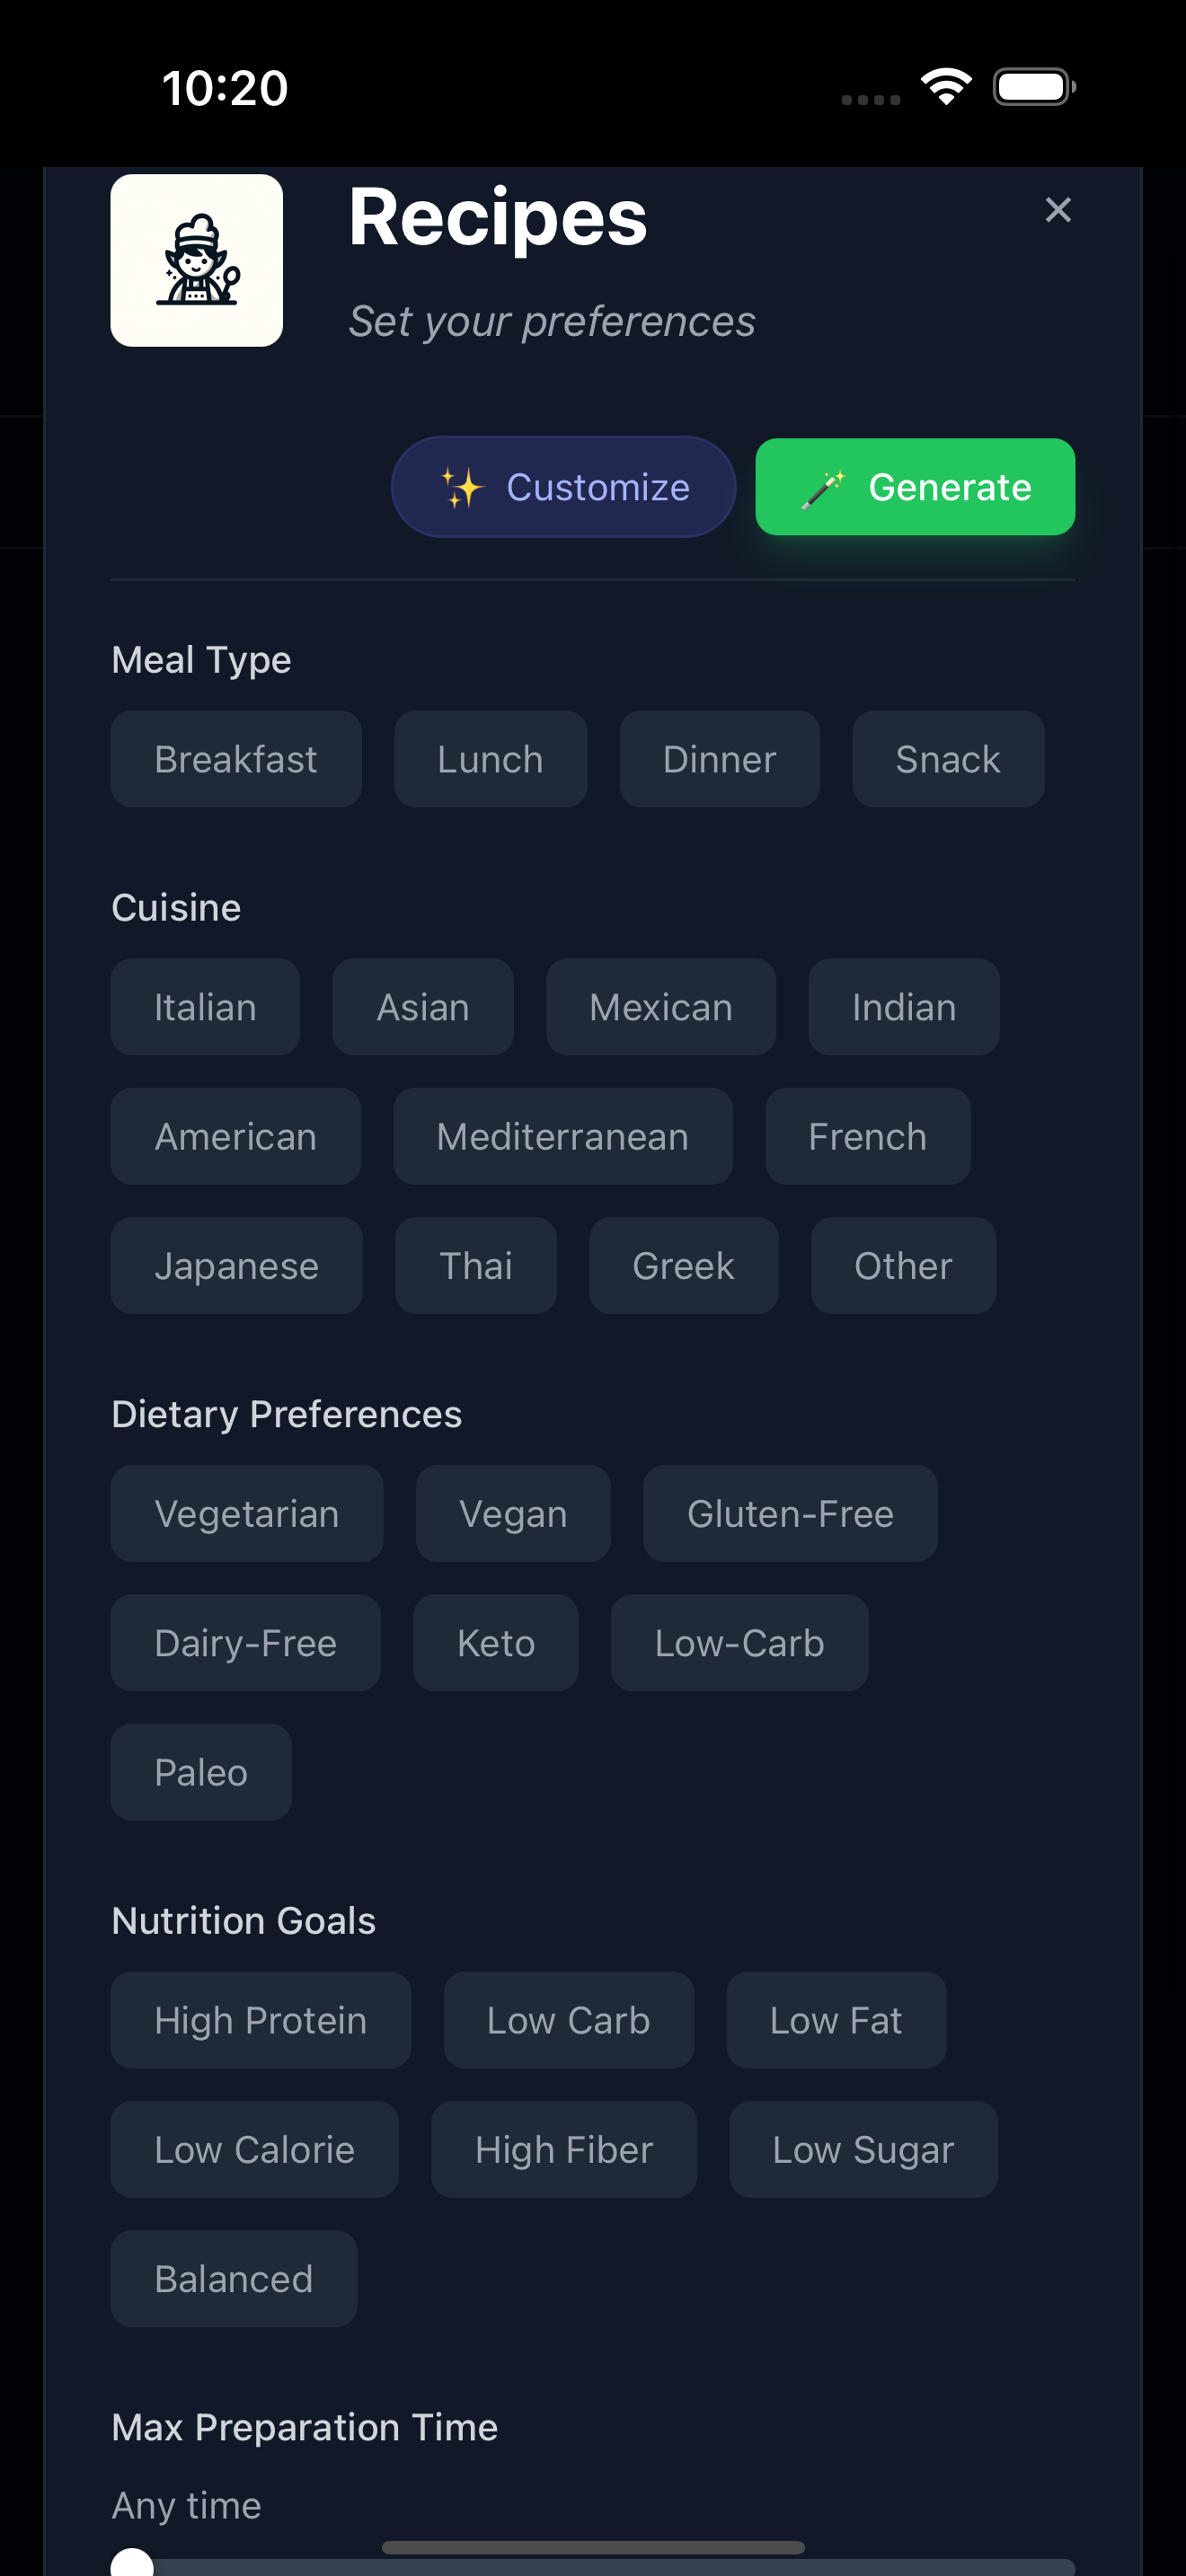 10:20
Recipes
Set your preferences
Customize
Generate
Meal Type
Breakfast Lunch Dinner Snack
Cuisine
Italian Asian Mexican Indian
American Mediterranean French
Japanese Thai Greek Other
Dietary Preferences
Vegetarian Vegan Gluten-Free
Dairy-Free Keto Low-Carb
Paleo
Nutrition Goals
High Protein Low Carb Low Fat
Low Calorie High Fiber Low Sugar
Balanced
Max Preparation Time
Any time